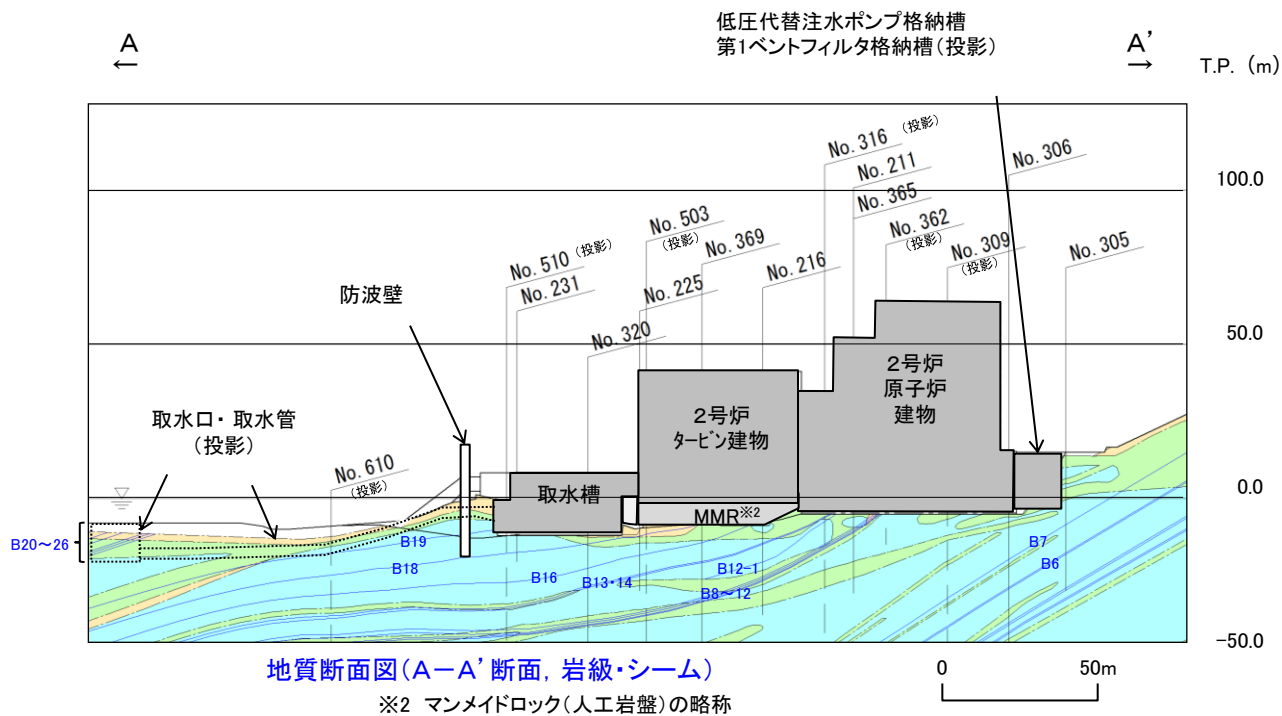 低圧代替注水ポンプ格納槽
第1ベントフィルタ格納槽(投影)
A
←
A’
→
T.P. (m)
No. 316 (投影)
No. 306
No. 211
100.0
No. 365
No. 503
(投影)
No. 362
(投影)
No. 510 (投影)
No. 369
No. 309
(投影)
No. 305
No. 231
No. 225
No. 216
防波壁
No. 320
50.0
2号炉
原子炉
建物
取水口・取水管
(投影)
2号炉
タービン建物
No. 610
(投影)
取水槽
0.0
MMR※2
B20～26
B19
B18
B16
B13・14
B12-1
B8～12
B7
B6
-50.0
地質断面図(A－A’断面, 岩級・シーム)
0
50m
※2 マンメイドロック(人工岩盤)の略称